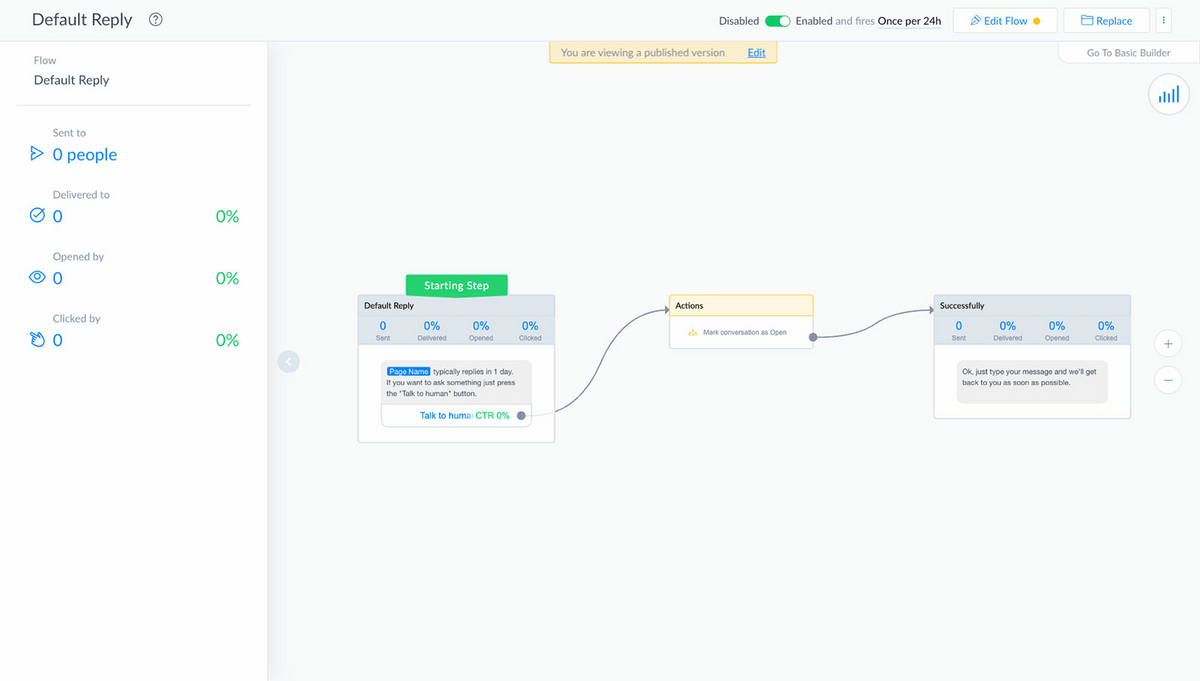 Default Reply ?
Disabled Enabled and fires Once per 24h Edit Flow Replace
You are viewing a published version Edit
Go To Basic Builder
Flow
Default Reply
Sent to
0 people
Delivered to
0 0%
Opened by
0 0%
Clicked by
0 0%
Starting Step
Default Reply
0 0% 0% 0%
Sent Delivered Opened Clicked
Page Name typically replies in 1 day.
If you want to ask something just press
the "Talk to human" button.
Talk to huma CTR 0%
Actions
Mark conversation as Open
Successfully
0 0% 0% 0%
Sent Delivered Opened Clicked
Ok, just type your message and we'll get
back to you as soon as possible.